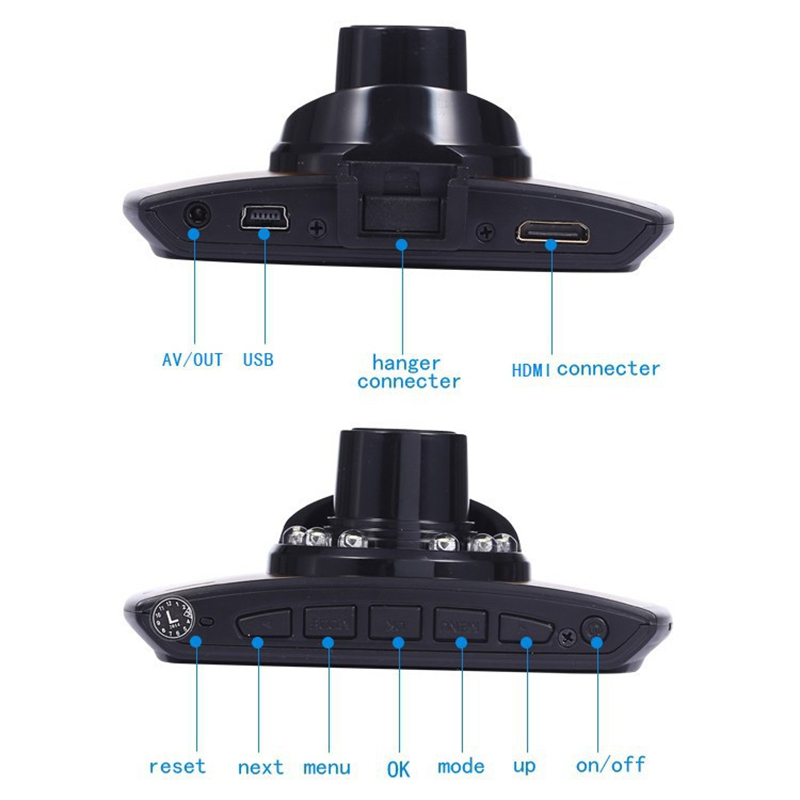 AV/OUT USB
hanger
connecter
HDMI connecter
reset next menu OK mode up on/off